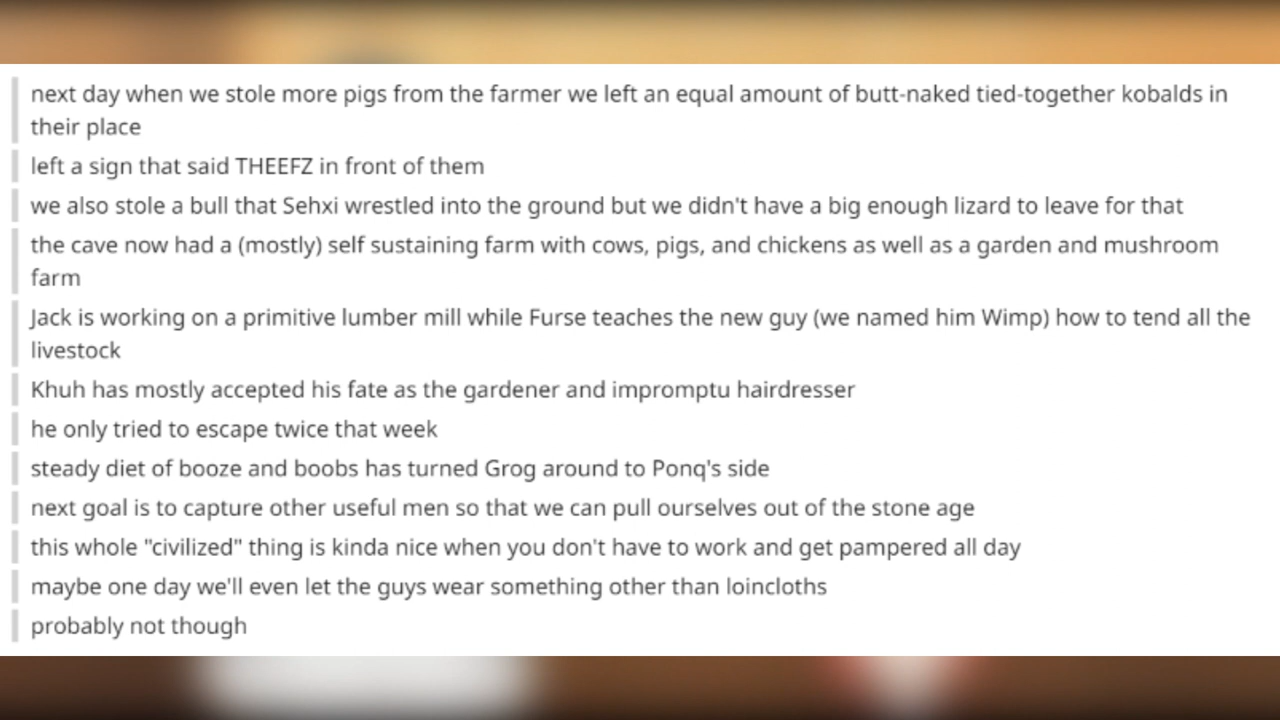 next day when we stole more pigs from the farmer we left an equal amount of butt-naked tied-together kobalds in
their place
left a sign that said THEEFZ in front of them
we also stole a bull that Sehxi wrestled into the ground but we didn't have a big enough lizard to leave for that
the cave now had a (mostly) self sustaining farm with cows, pigs, and chickens as well as a garden and mushroom
farm
Jack is working on a primitive lumber mill while Furse teaches the new guy (we named him Wimp) how to tend all the
livestock
Khuh has mostly accepted his fate as the gardener and impromptu hairdresser
he only tried to escape twice that week
steady diet of booze and boobs has turned Grog around to Ponq's side
next goal is to capture other useful men so that we can pull ourselves out of the stone age
this whole "civilized" thing is kinda nice when you don't have to work and get pampered all day
maybe one day we'll even let the guys wear something other than loincloths
probably not though